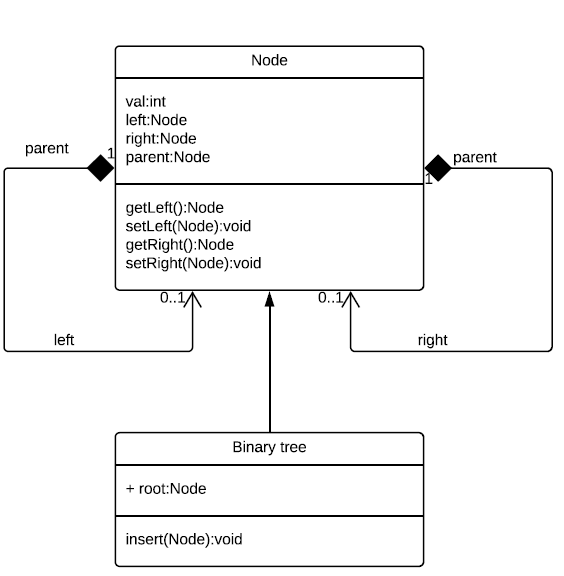 Node
val:int
left:Node
right:Node
parent:Node
parent
1
parent
1
getLeft():Node
setLeft(Node):void
getRight():Node
setRight(Node):void
0..1
0..1
left
right
Binary tree
+ root:Node
insert(Node):void